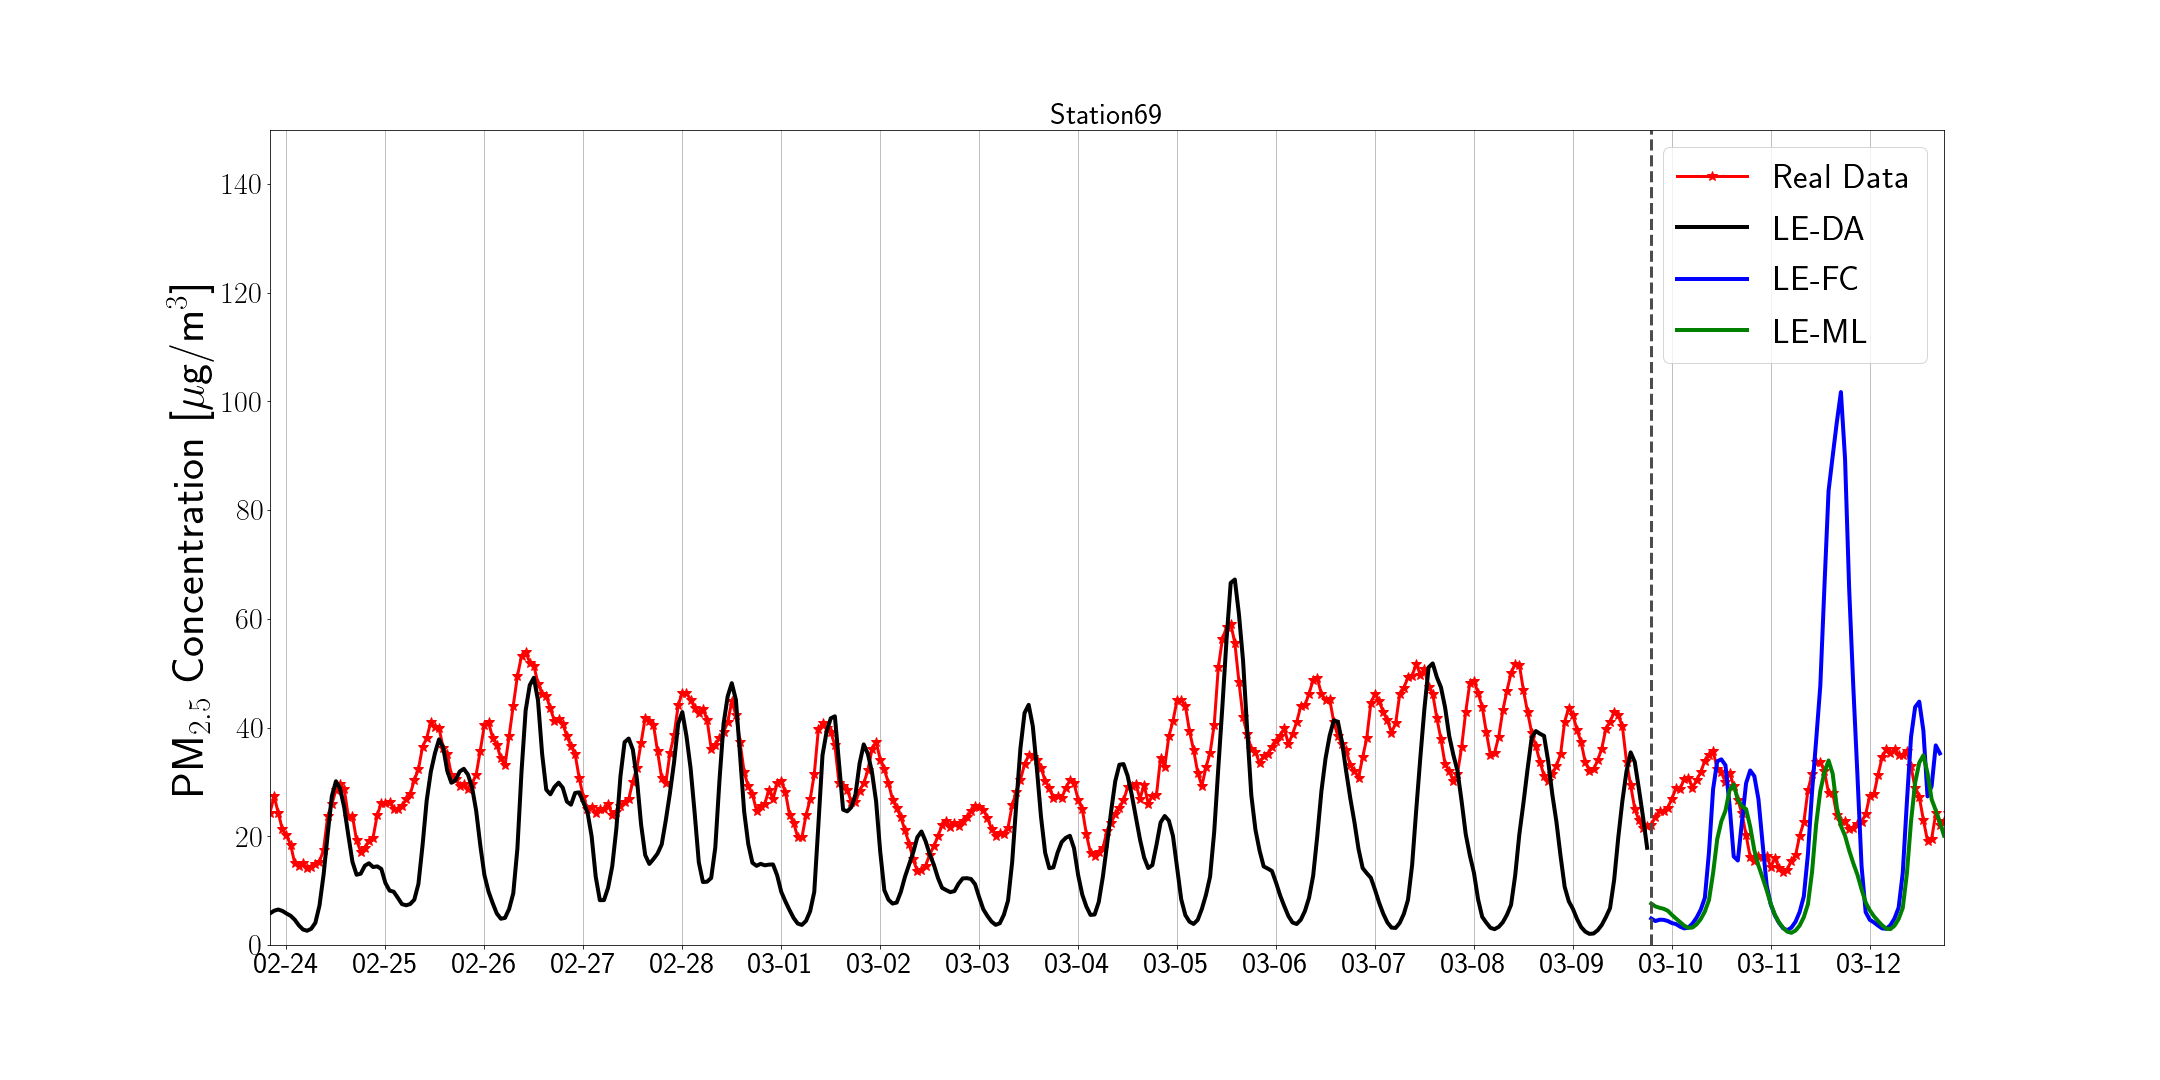 Station69
PM2.5 Concentration [μg/m³]
140
120
100
80
60
40
20
0
Real Data
LE-DA
LE-FC
LE-ML
02-24 02-25 02-26 02-27 02-28 03-01 03-02 03-03 03-04 03-05 03-06 03-07 03-08 03-09 03-10 03-11 03-12